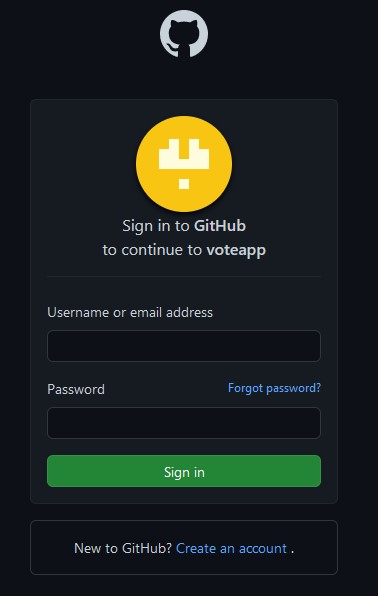 Sign in to GitHub
to continue to voteapp
Username or email address
Password Forgot password?
Sign in
New to GitHub? Create an account .